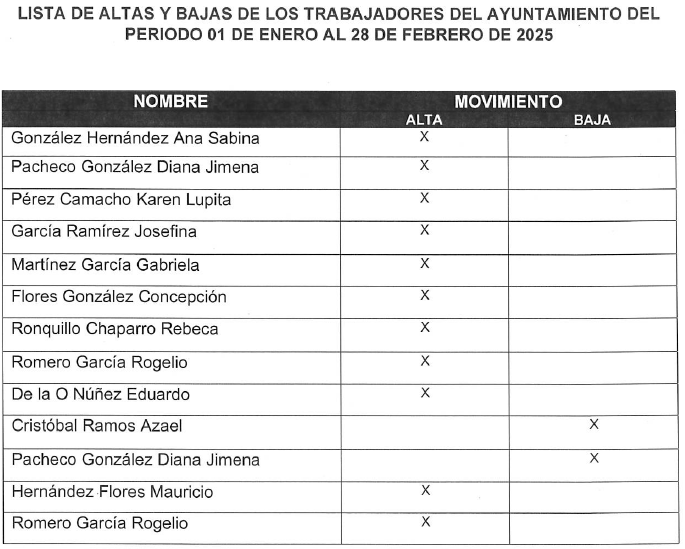 LISTA DE ALTAS Y BAJAS DE LOS TRABAJADORES DEL AYUNTAMIENTO DEL
PERIODO 01 DE ENERO AL 28 DE FEBRERO DE 2025
NOMBRE MOVIMIENTO
ALTA BAJA
González Hernández Ana Sabina X
Pacheco González Diana Jimena X
Pérez Camacho Karen Lupita X
García Ramírez Josefina X
Martínez García Gabriela X
Flores González Concepción X
Ronquillo Chaparro Rebeca X
Romero García Rogelio X
De la O Núñez Eduardo X
Cristóbal Ramos Azael X
Pacheco González Diana Jimena X
Hernández Flores Mauricio X
Romero García Rogelio X